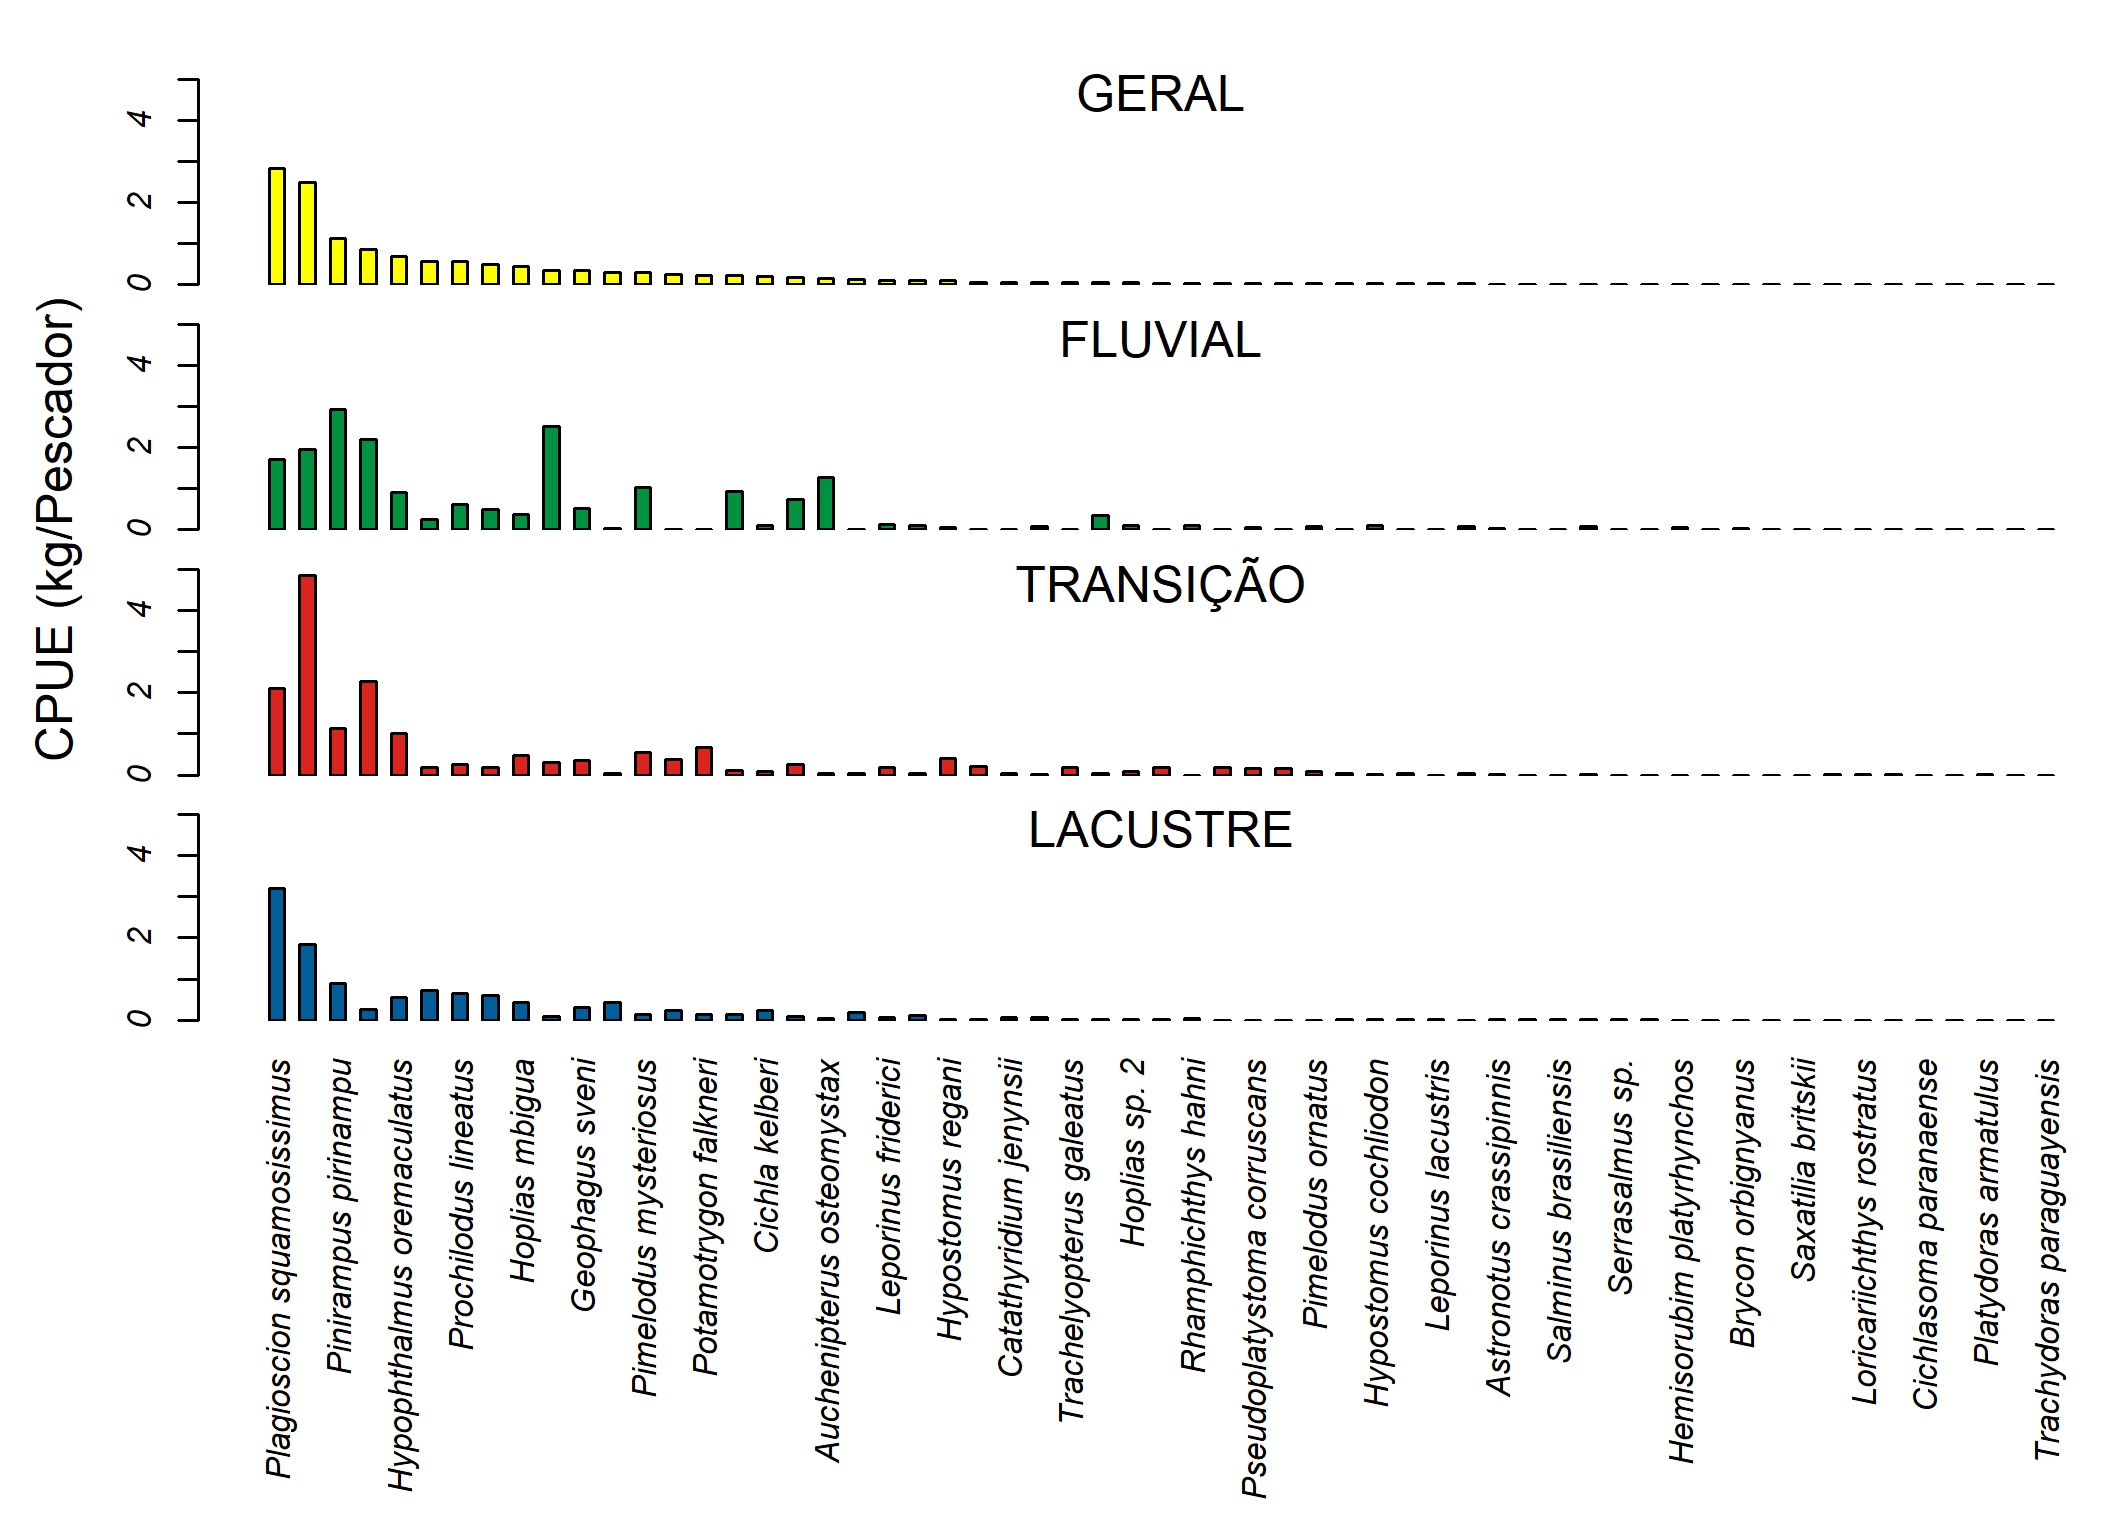 GERAL
0 2 4
FLUVIAL
0 2 4
TRANSIÇÃO
0 2 4
LACUSTRE
0 2 4
CPUE (kg/Pescador)
Plagioscion squamosissimus
Pinirampus pirinampu
Hypophthalmus oremaculatus
Prochilodus lineatus
Hoplias mbigua
Geophagus sveni
Pimelodus mysteriosus
Potamotrygon falkneri
Cichla kelberi
Auchenipterus osteomystax
Leporinus friderici
Hypostomus regani
Catathyridium jenynsii
Trachelyopterus galeatus
Hoplias sp. 2
Rhamphichthys hahni
Pseudoplatystoma corruscans
Pimelodus ornatus
Hypostomus cochliodon
Leporinus lacustris
Astronotus crassipinnis
Salminus brasiliensis
Serrasalmus sp.
Hemisorubim platyrhynchos
Brycon orbignyanus
Saxatilia britskii
Loricariichthys rostratus
Cichlasoma paranaense
Platydoras armatulus
Trachydoras paraguayensis